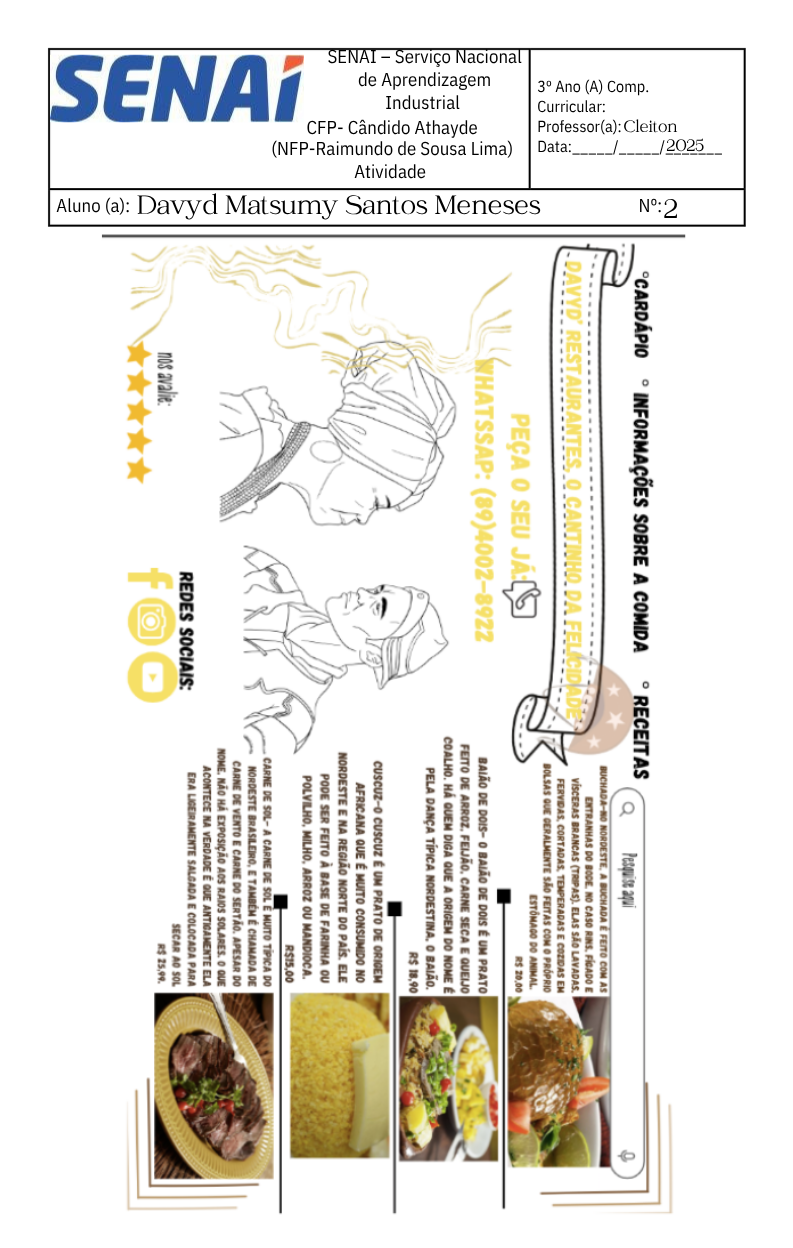 SENAI
SENAI – Serviço Nacional
de Aprendizagem
Industrial
CFP- Cândido Athayde
(NFP-Raimundo de Sousa Lima)
Atividade
3º Ano (A) Comp.
Curricular:
Professor(a): Cleiton
Data:_____/_____/2025
Aluno (a): Davyd Matsumy Santos Meneses
Nº:2
°CARDÁPIO ° INFORMAÇÕES SOBRE A COMIDA ° RECEITAS
Pesquise aqui
DAVYD' RESTAURANTES, O CANTINHO DA FELICIDADE
PEÇA O SEU JÁ:
WHATSSAP: (89)4002-8922
BUCHADA-NO NORDESTE, A BUCHADA É FEITO COM AS
ENTRANHAS DO BODE, NO CASO RINS, FÍGADO E
VÍSCERAS BRANCAS (TRIPAS). ELAS SÃO LAVADAS,
FERVIDAS, CORTADAS, TEMPERADAS E COZIDAS EM
BOLSAS QUE GERALMENTE SÃO FEITAS COM O PRÓPRIO
ESTÔMAGO DO ANIMAL.
R$ 20,00
BAIÃO DE DOIS- O BAIÃO DE DOIS É UM PRATO
FEITO DE ARROZ, FEIJÃO, CARNE SECA E QUEIJO
COALHO. HÁ QUEM DIGA QUE A ORIGEM DO NOME É
PELA DANÇA TÍPICA NORDESTINA, O BAIÃO.
R$ 18,90
CUSCUZ-O CUSCUZ É UM PRATO DE ORIGEM
AFRICANA QUE É MUITO CONSUMIDO NO
NORDESTE E NA REGIÃO NORTE DO PAÍS. ELE
PODE SER FEITO À BASE DE FARINHA OU
POLVILHO, MILHO, ARROZ OU MANDIOCA.
R$15,00
CARNE DE SOL- A CARNE DE SOL É MUITO TÍPICA DO
NORDESTE BRASILEIRO, E TAMBÉM É CHAMADA DE
CARNE DE VENTO E CARNE DO SERTÃO. APESAR DO
NOME, NÃO HÁ EXPOSIÇÃO AOS RAIOS SOLARES. O QUE
ACONTECE NA VERDADE É QUE ANTIGAMENTE ELA
ERA LIGEIRAMENTE SALGADA E COLOCADA PARA
SECAR AO SOL
R$ 25,99.
nos avalie:
REDES SOCIAIS: